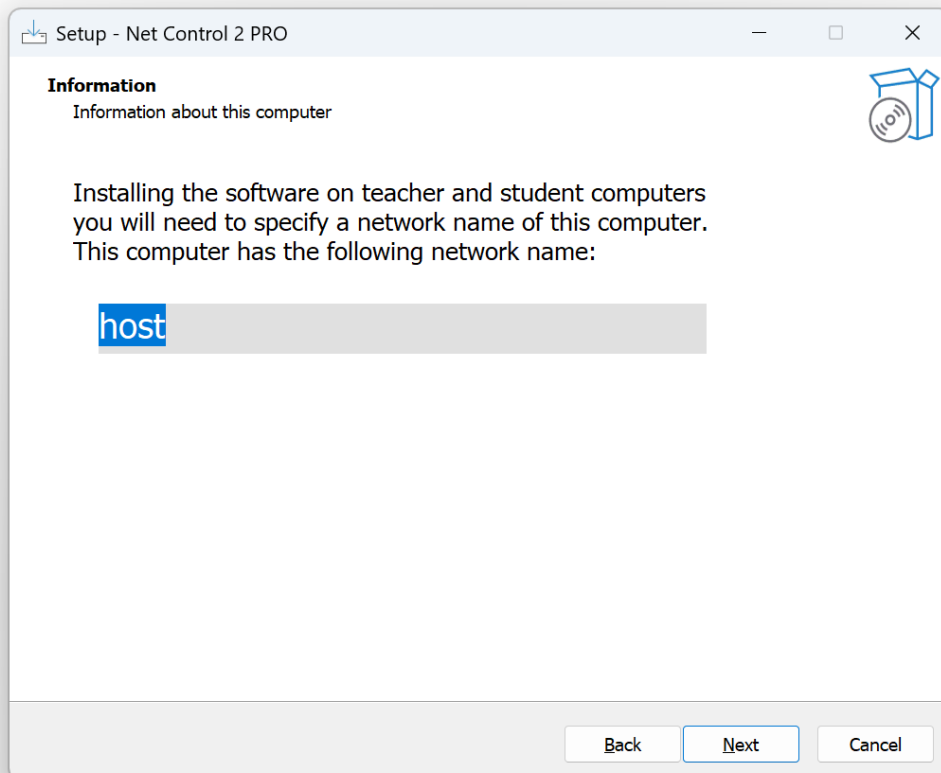 Setup - Net Control 2 PRO
Information
Information about this computer
Installing the software on teacher and student computers
you will need to specify a network name of this computer.
This computer has the following network name:
host
Back
Next
Cancel